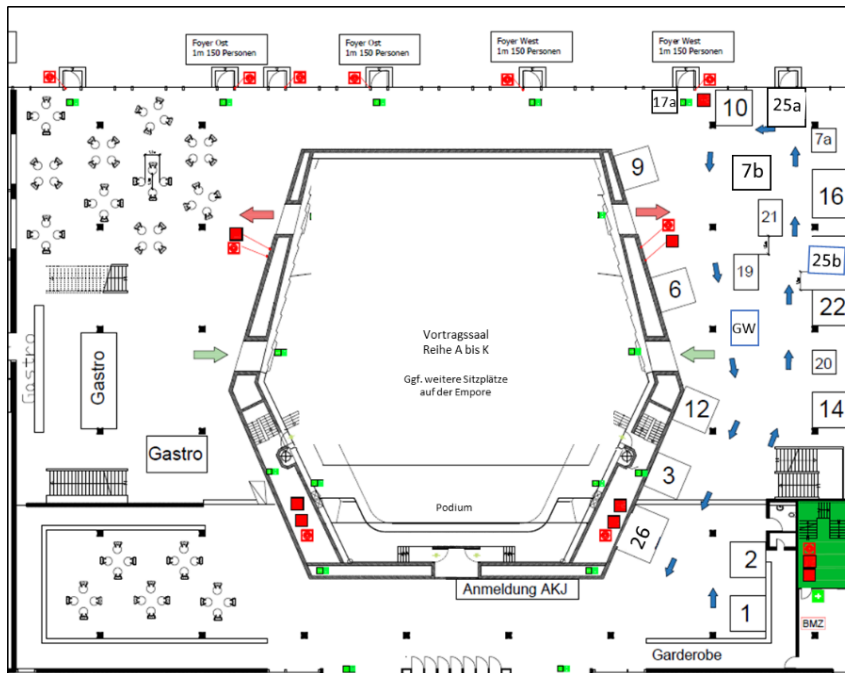 Foyer Ost
1m 150 Personen
Foyer Ost
1m 150 Personen
Foyer West
1m 150 Personen
Foyer West
1m 150 Personen
17a
10
25a
7a
7b
9
16
21
25b
19
6
22
GW
Vortragssaal
Reihe A bis K
Ggf. weitere Sitzplätze
auf der Empore
20
Gastro
Gastro
12
14
Gastro
3
Podium
26
2
Anmeldung AKJ
1
BMZ
Garderobe